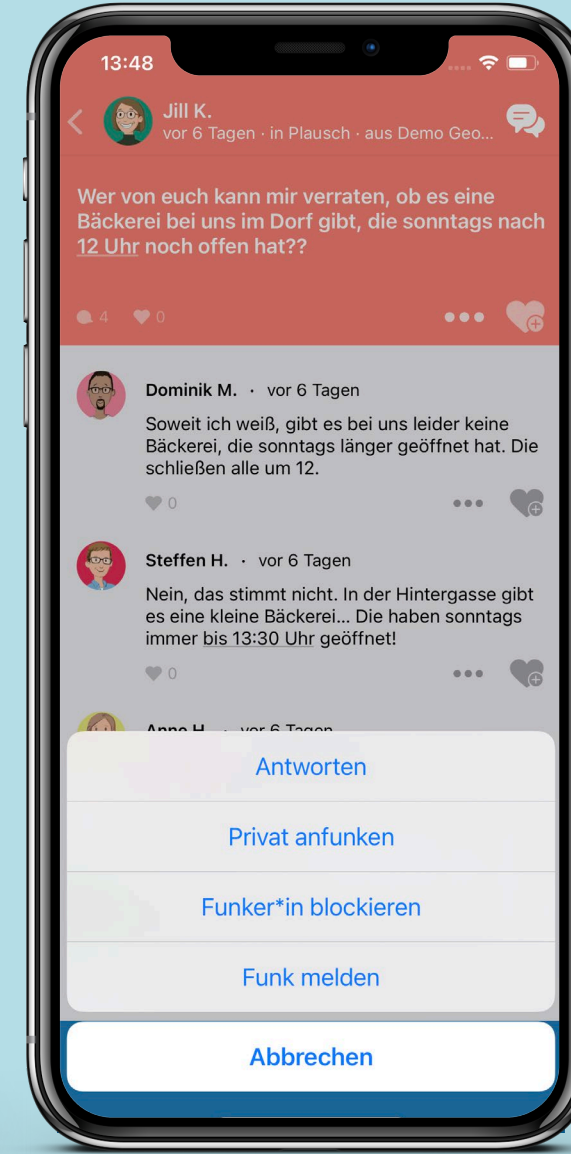 13:48
Jill K.
vor 6 Tagen · in Plausch · aus Demo Geo...
Wer von euch kann mir verraten, ob es eine
Bäckerei bei uns im Dorf gibt, die sonntags nach
12 Uhr noch offen hat??
4 0
Dominik M. · vor 6 Tagen
Soweit ich weiß, gibt es bei uns leider keine
Bäckerei, die sonntags länger geöffnet hat. Die
schließen alle um 12.
0
Steffen H. · vor 6 Tagen
Nein, das stimmt nicht. In der Hintergasse gibt
es eine kleine Bäckerei... Die haben sonntags
immer bis 13:30 Uhr geöffnet!
0
Anne H. · vor 6 Tagen
Antworten
Privat anfunken
Funker*in blockieren
Funk melden
Abbrechen